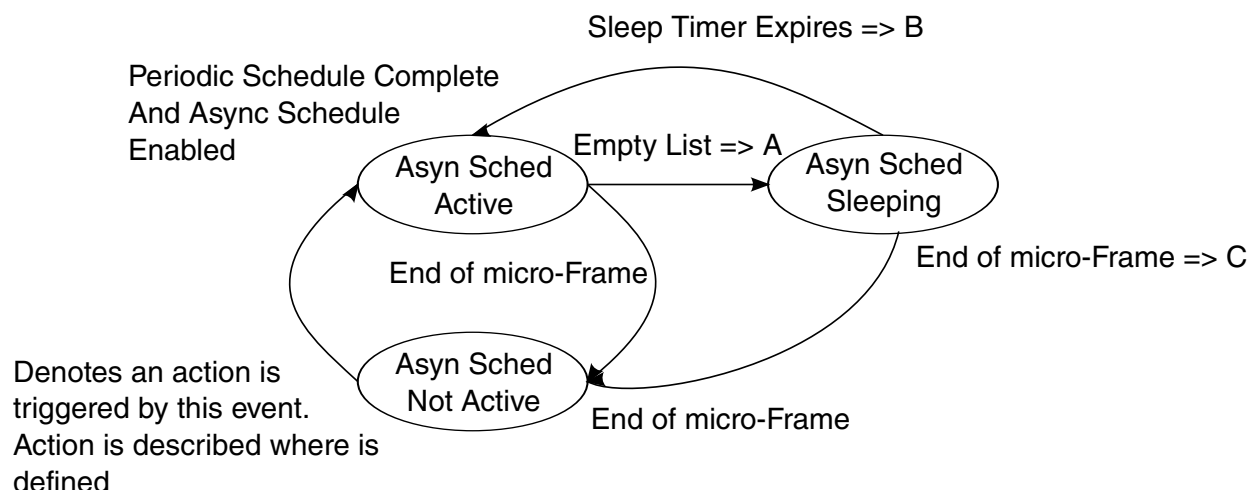 Sleep Timer Expires => B
Periodic Schedule Complete
And Async Schedule
Enabled
Empty List => A
Asyn Sched
Active
Asyn Sched
Sleeping
End of micro-Frame => C
End of micro-Frame
Asyn Sched
Not Active
Denotes an action is
triggered by this event.
Action is described where is
defined
End of micro-Frame